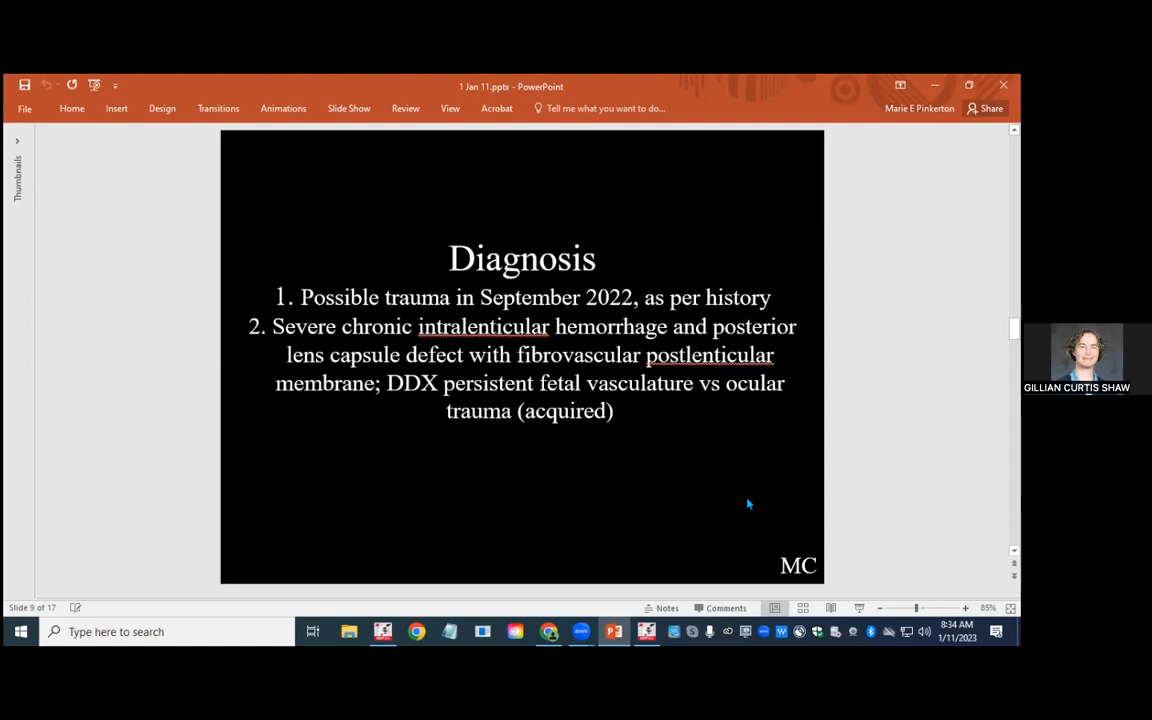 1 Jan 11.pptx - PowerPoint
File Home Insert Design Transitions Animations Slide Show Review View Acrobat Tell me what you want to do... Marie E Pinkerton Share
Thumbnails
Diagnosis
1. Possible trauma in September 2022, as per history
2. Severe chronic intralenticular hemorrhage and posterior
lens capsule defect with fibrovascular postlenticular
membrane; DDX persistent fetal vasculature vs ocular
trauma (acquired)
MC
GILLIAN CURTIS SHAW
Slide 9 of 17 Notes Comments 85%
Type here to search
8:34 AM
1/11/2023